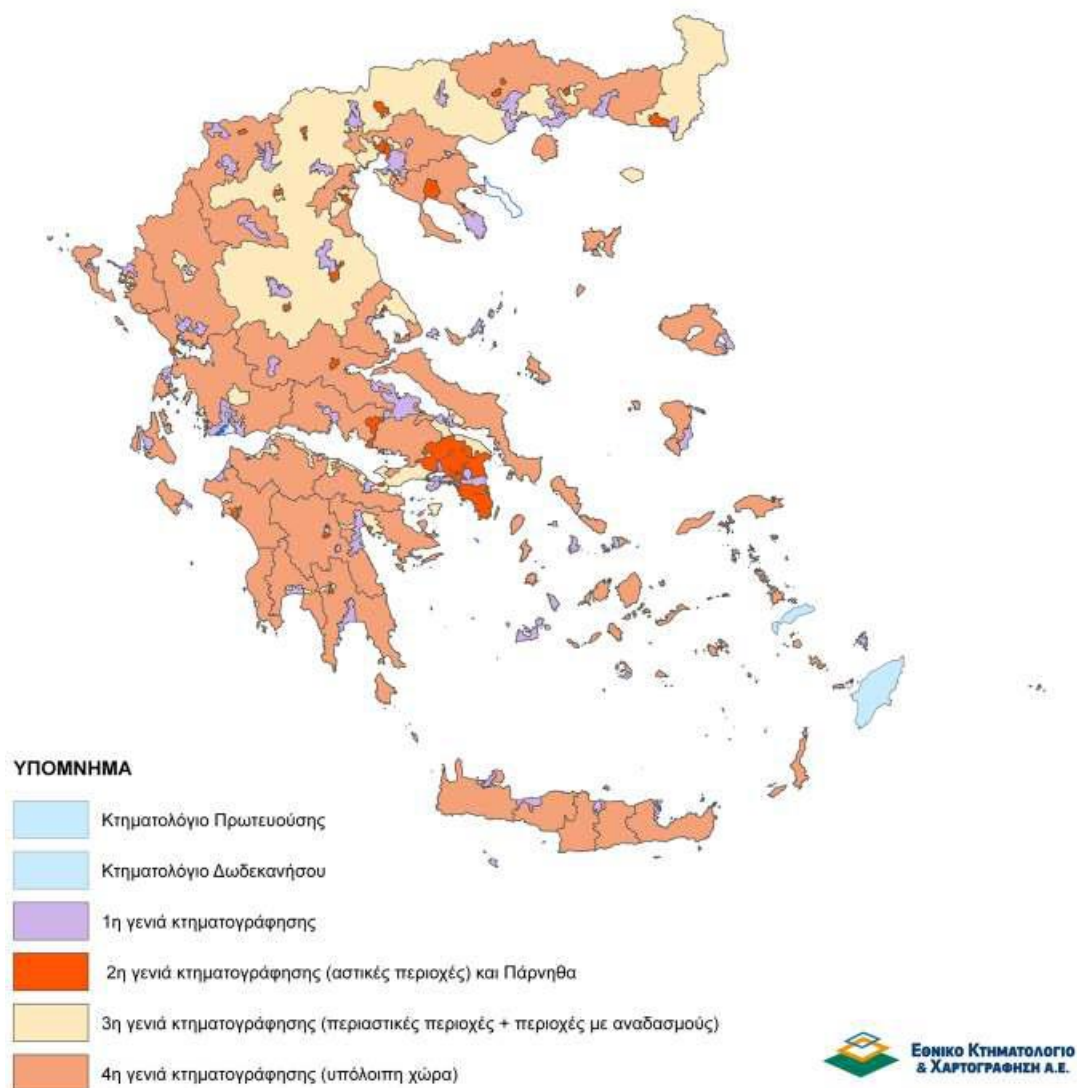 ΥΠΟΜΝΗΜΑ
Κτηματολόγιο Πρωτευούσης
Κτηματολόγιο Δωδεκανήσου
1η γενιά κτηματογράφησης
2η γενιά κτηματογράφησης (αστικές περιοχές) και Πάρνηθα
3η γενιά κτηματογράφησης (περιαστικές περιοχές + περιοχές με αναδασμούς)
4η γενιά κτηματογράφησης (υπόλοιπη χώρα)
ΕΘΝΙΚΟ ΚΤΗΜΑΤΟΛΟΓΙΟ
& ΧΑΡΤΟΓΡΑΦΗΣΗ Α.Ε.